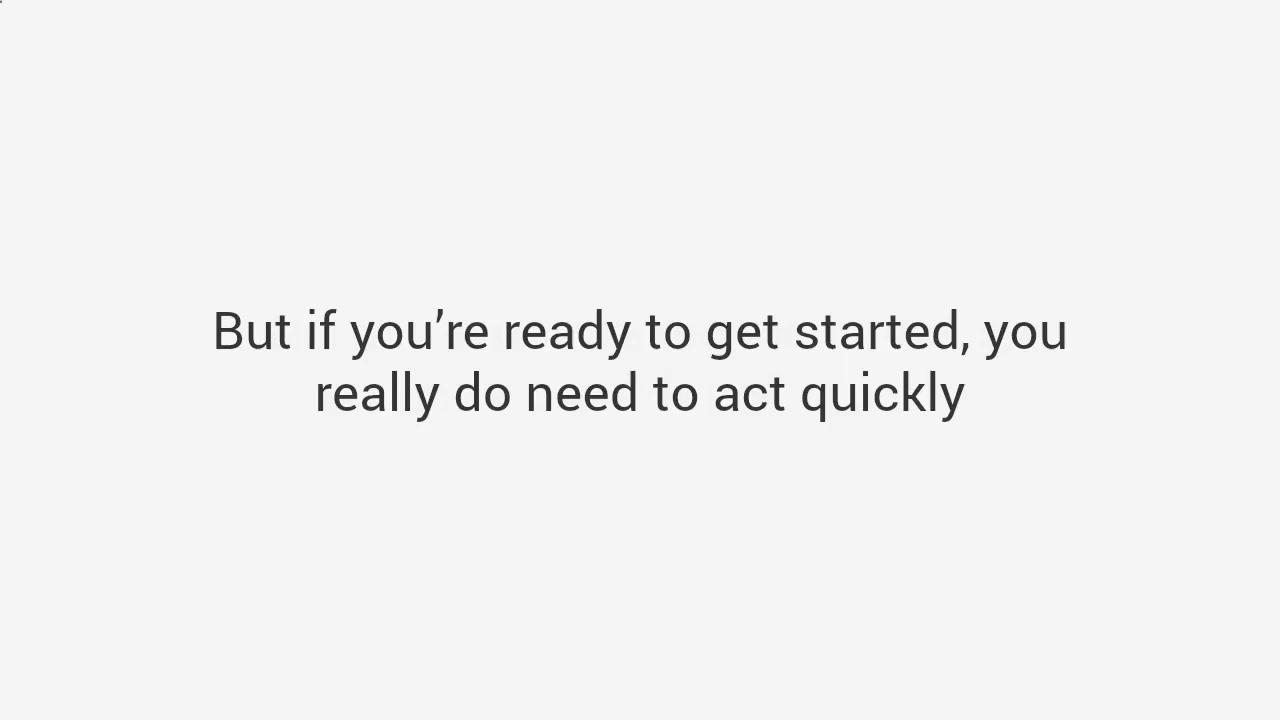 But if you’re ready to get started, you
really do need to act quickly